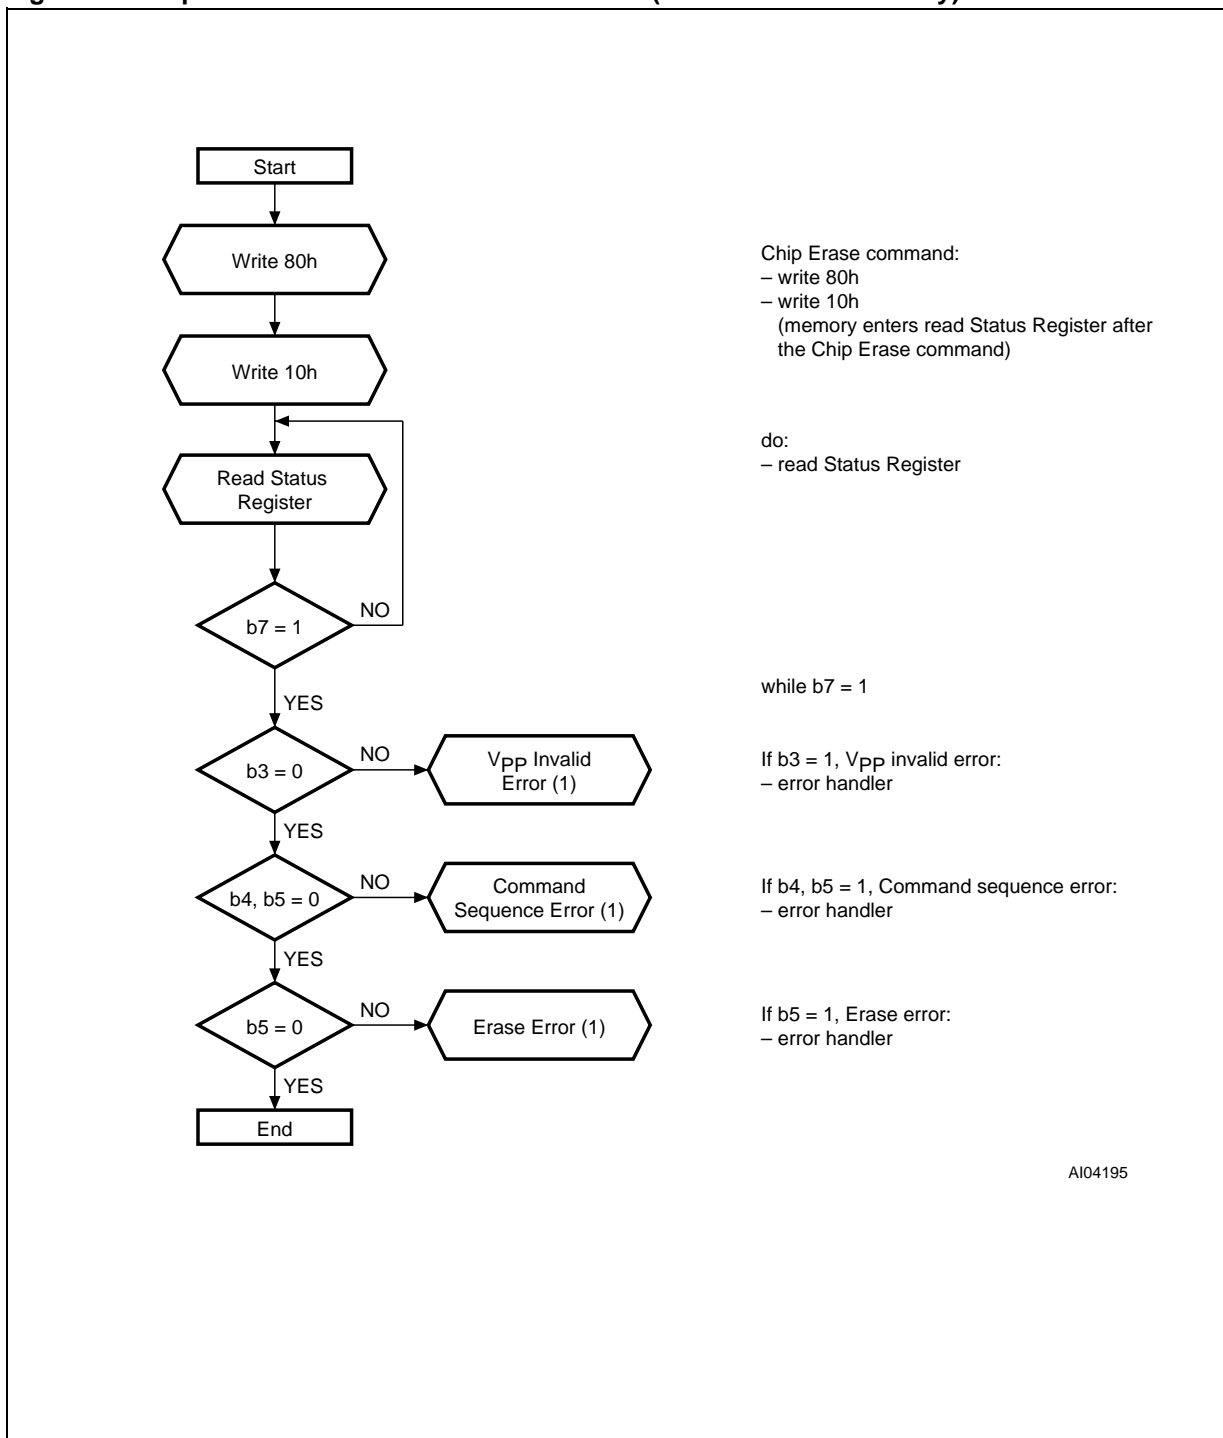 Start
Write 80h
Write 10h
Read Status
Register
b7 = 1
NO
YES
b3 = 0
NO
VPP Invalid
Error (1)
YES
b4, b5 = 0
NO
Command
Sequence Error (1)
YES
b5 = 0
NO
Erase Error (1)
YES
End
Chip Erase command:
– write 80h
– write 10h
(memory enters read Status Register after
the Chip Erase command)
do:
– read Status Register
while b7 = 1
If b3 = 1, VPP invalid error:
– error handler
If b4, b5 = 1, Command sequence error:
– error handler
If b5 = 1, Erase error:
– error handler
AI04195